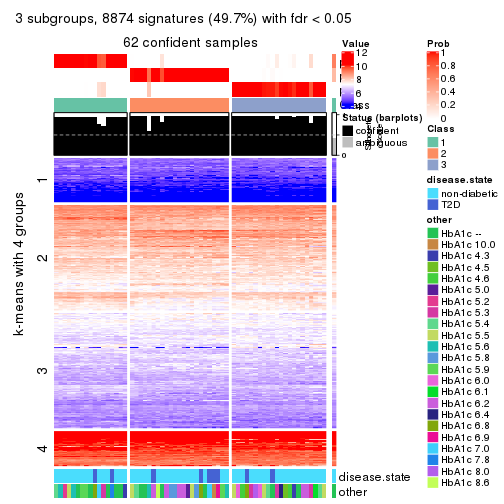 3 subgroups, 8874 signatures (49.7%) with fdr < 0.05
62 confident samples
k-means with 4 groups
1
2
3
4
Class
0
disease.state
other
Value
12
10
8
6
Status (barplots)
confident
ambiguous
Prob
1
0.8
0.6
0.4
0.2
0
Class
1
2
3
disease.state
non-diabetic
T2D
other
HbA1c --
HbA1c 10.0
HbA1c 4.3
HbA1c 4.5
HbA1c 4.6
HbA1c 5.0
HbA1c 5.2
HbA1c 5.3
HbA1c 5.4
HbA1c 5.5
HbA1c 5.6
HbA1c 5.8
HbA1c 5.9
HbA1c 6.0
HbA1c 6.1
HbA1c 6.2
HbA1c 6.4
HbA1c 6.8
HbA1c 6.9
HbA1c 7.0
HbA1c 7.8
HbA1c 8.0
HbA1c 8.6